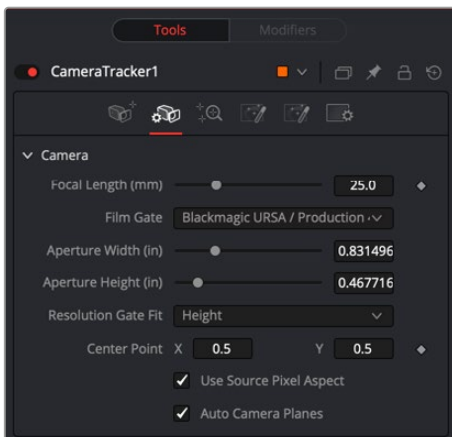 Tools Modifiers
CameraTracker1
Camera
Focal Length (mm) 25.0
Film Gate Blackmagic URSA / Production
Aperture Width (in) 0.831496
Aperture Height (in) 0.467716
Resolution Gate Fit Height
Center Point X 0.5 Y 0.5
Use Source Pixel Aspect
Auto Camera Planes